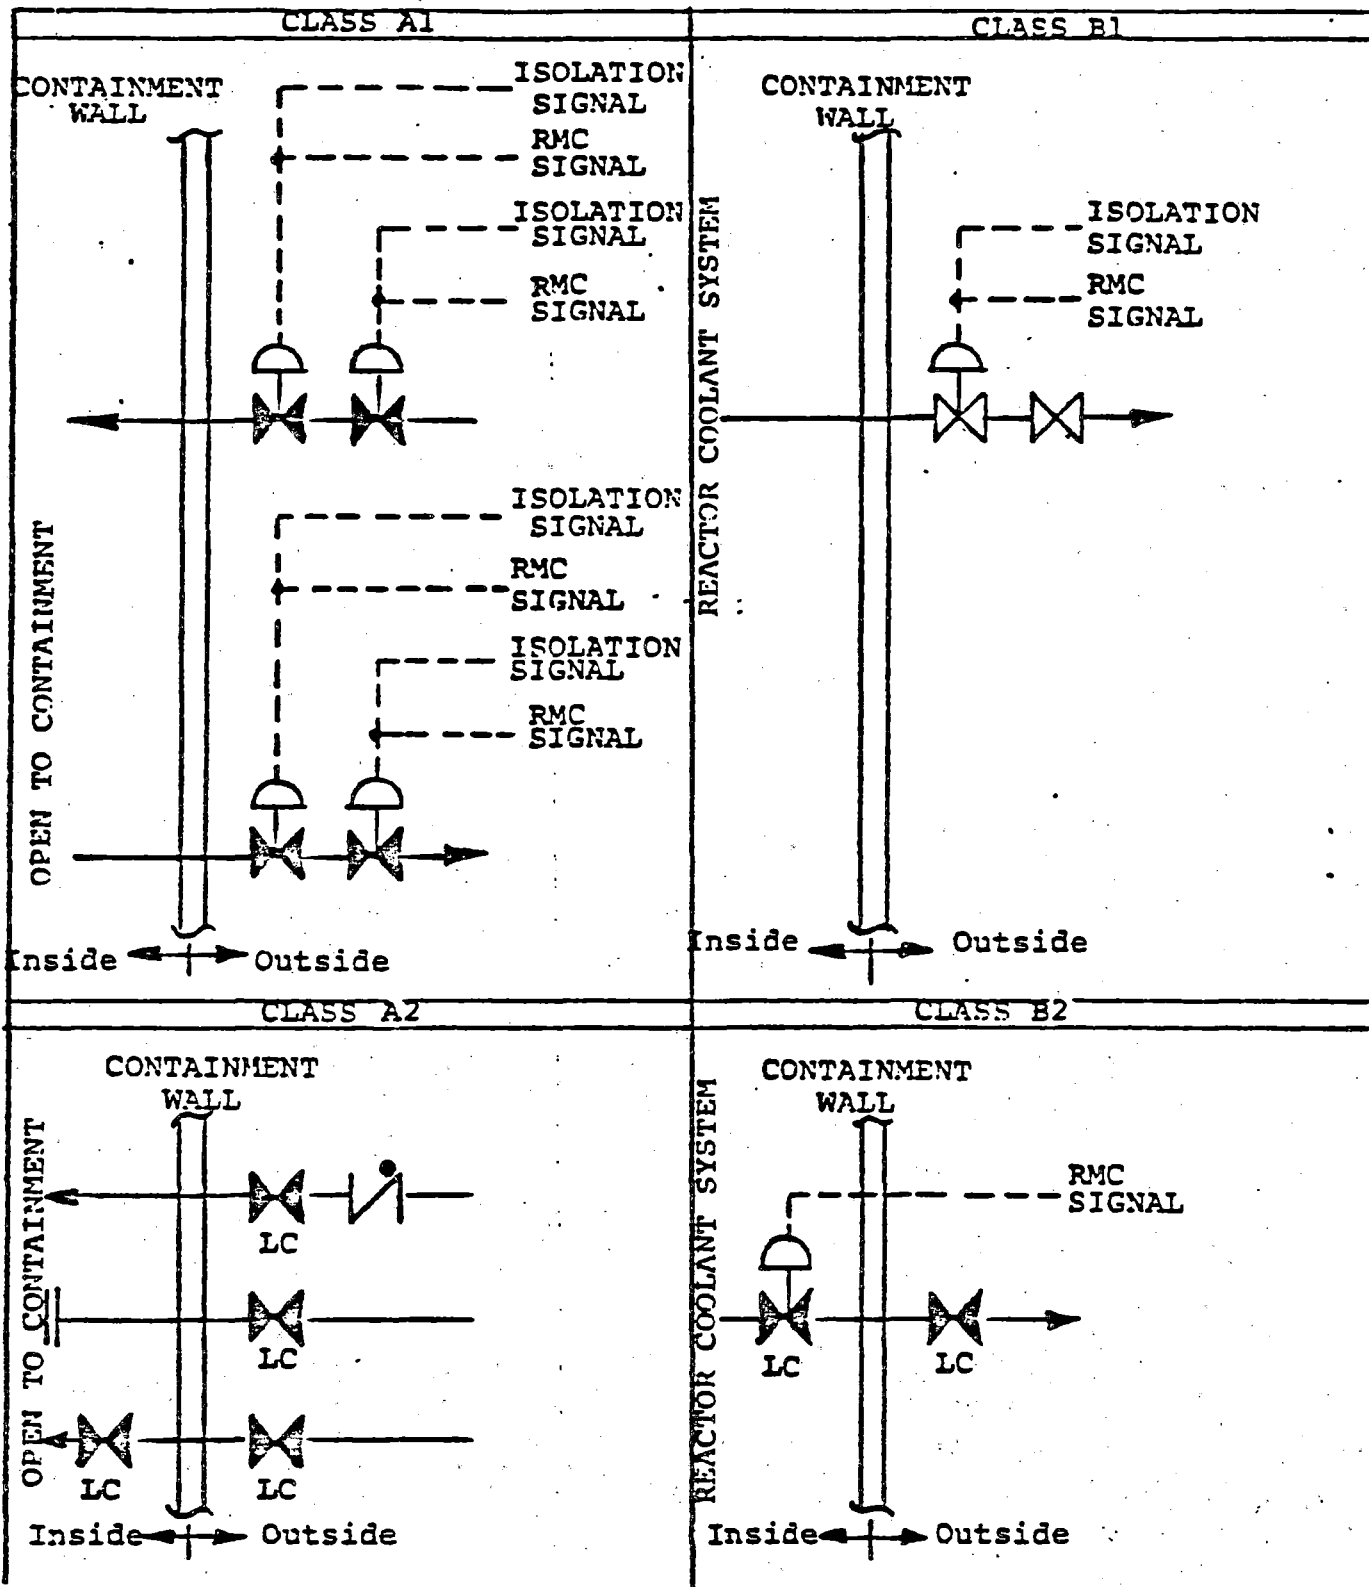 CLASS A1
CONTAINMENT
WALL
ISOLATION
SIGNAL
RMC
SIGNAL
ISOLATION
SIGNAL
RMC
SIGNAL
ISOLATION
SIGNAL
RMC
SIGNAL
ISOLATION
SIGNAL
RMC
SIGNAL
OPEN TO CONTAINMENT
Inside
Outside
CLASS B1
CONTAINMENT
WALL
ISOLATION
SIGNAL
RMC
SIGNAL
REACTOR COOLANT SYSTEM
Inside
Outside
CLASS A2
CONTAINMENT
WALL
OPEN TO CONTAINMENT
LC
LC
LC
LC
Inside
Outside
CLASS B2
CONTAINMENT
WALL
REACTOR COOLANT SYSTEM
RMC
SIGNAL
LC
LC
Inside
Outside